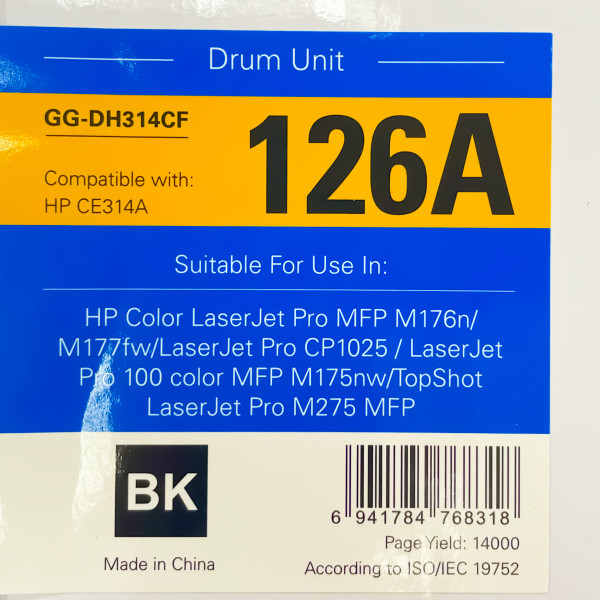 Drum Unit
GG-DH314CF
126A
Compatible with:
HP CE314A
Suitable For Use In:
HP Color LaserJet Pro MFP M176n/
M177fw/LaserJet Pro CP1025 / LaserJet
Pro 100 color MFP M175nw/TopShot
LaserJet Pro M275 MFP
BK
Made in China
6 941784 768318
Page Yield: 14000
According to ISO/IEC 19752